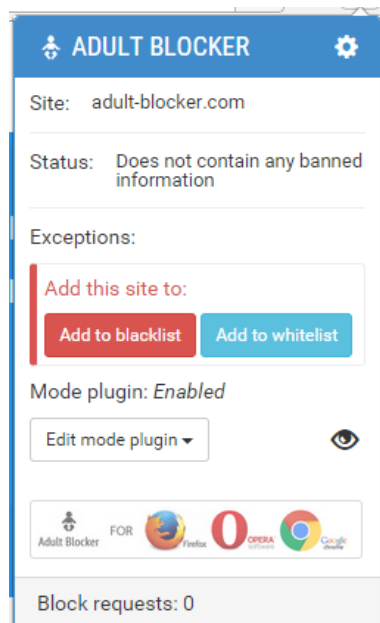 ADULT BLOCKER
Site: adult-blocker.com
Status: Does not contain any banned
information
Exceptions:
Add this site to:
Add to blacklist Add to whitelist
Mode plugin: Enabled
Edit mode plugin
Adult Blocker FOR Firefox OPERA software Google chrome
Block requests: 0